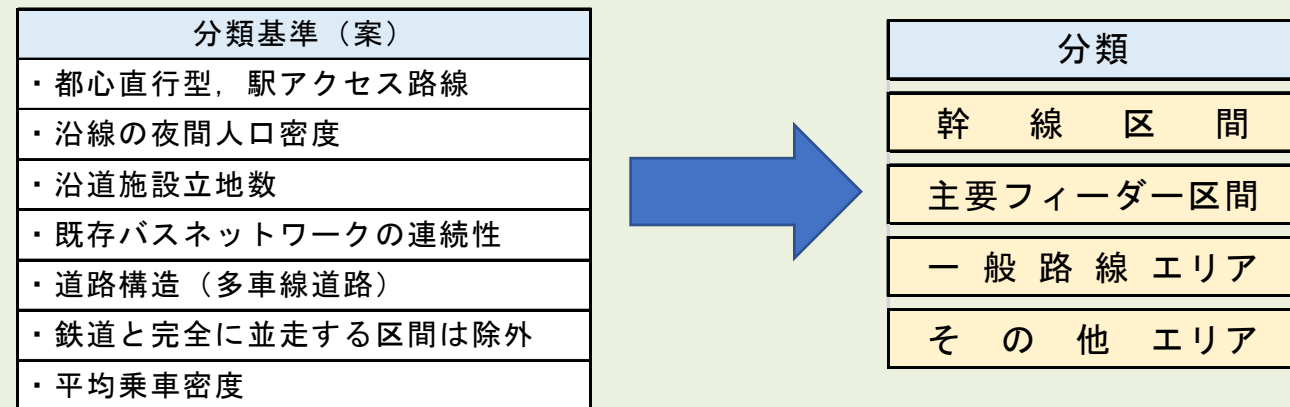 分類基準（案）
・都心直行型，駅アクセス路線
・沿線の夜間人口密度
・沿道施設立地数
・既存バスネットワークの連続性
・道路構造（多車線道路）
・鉄道と完全に並走する区間は除外
・平均乗車密度
分類
幹線区間
主要フィーダー区間
一般路線エリア
その他エリア